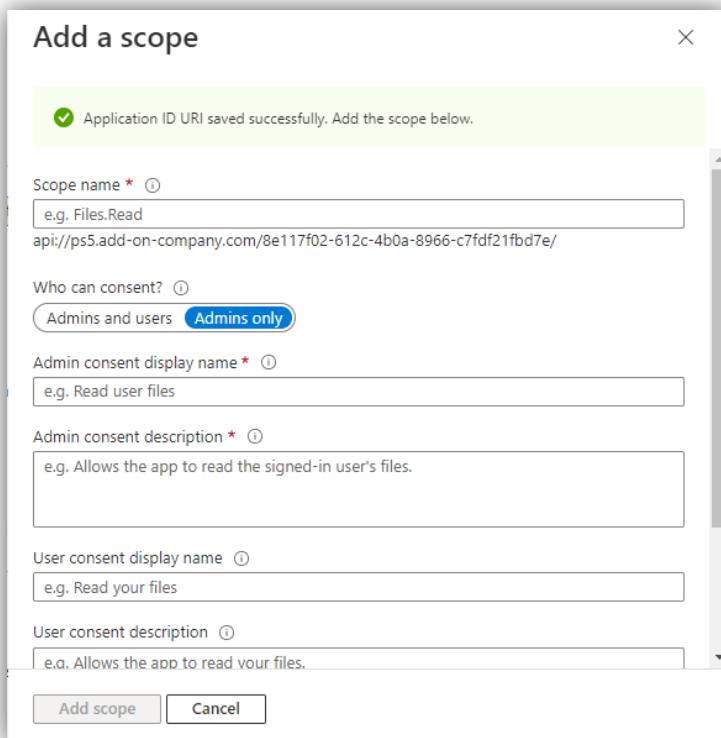 Add a scope
Application ID URI saved successfully. Add the scope below.
Scope name *
e.g. Files.Read
api://ps5.add-on-company.com/8e117f02-612c-4b0a-8966-c7fdf21fbd7e/
Who can consent?
Admins and users Admins only
Admin consent display name *
e.g. Read user files
Admin consent description *
e.g. Allows the app to read the signed-in user's files.
User consent display name
e.g. Read your files
User consent description
e.g. Allows the app to read your files.
Add scope Cancel